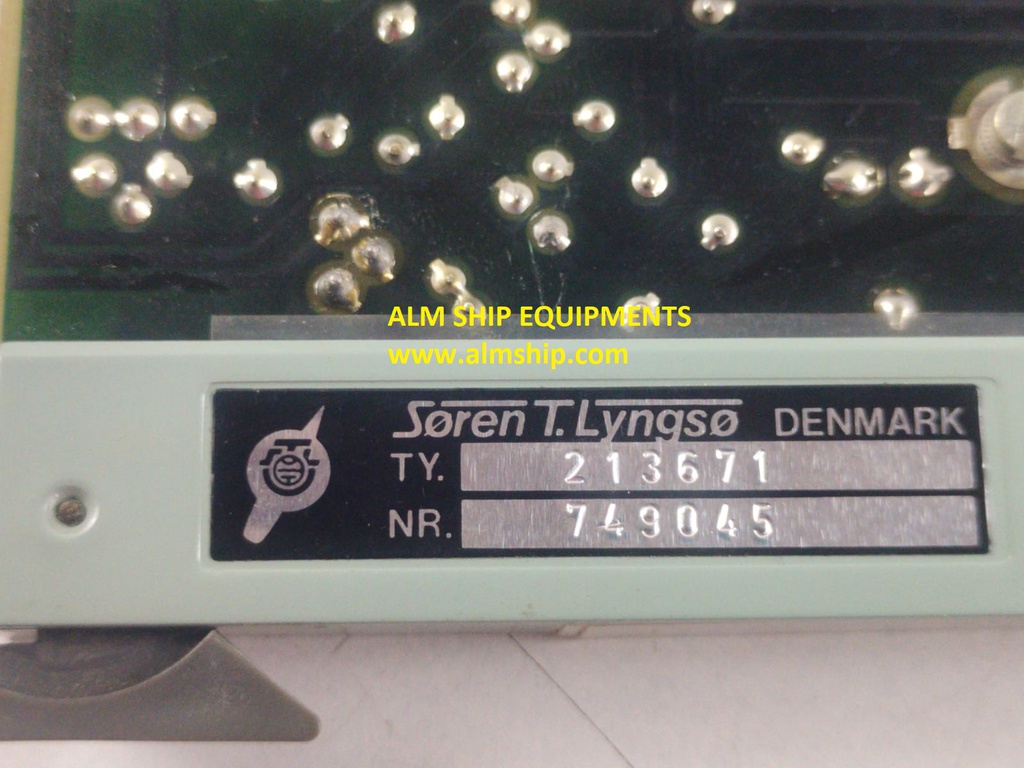 ALM SHIP EQUIPMENTS
www.almship.com
Søren T. Lyngsø DENMARK
TY. 213671
NR. 749045